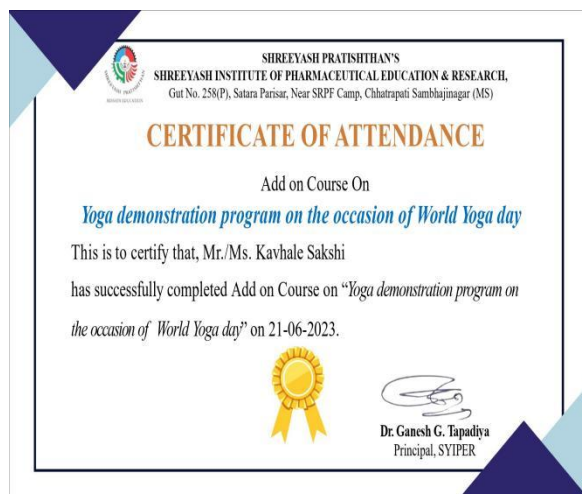 SHREEYASH PRATISHTHAN'S
SHREEYASH INSTITUTE OF PHARMACEUTICAL EDUCATION & RESEARCH,
Gut No. 258(P), Satara Parisar, Near SRPF Camp, Chhatrapati Sambhajinagar (MS)
CERTIFICATE OF ATTENDANCE
Add on Course On
Yoga demonstration program on the occasion of World Yoga day
This is to certify that, Mr./Ms. Kavhale Sakshi
has successfully completed Add on Course on “Yoga demonstration program on
the occasion of World Yoga day” on 21-06-2023.
Dr. Ganesh G. Tapadiya
Principal, SYIPER